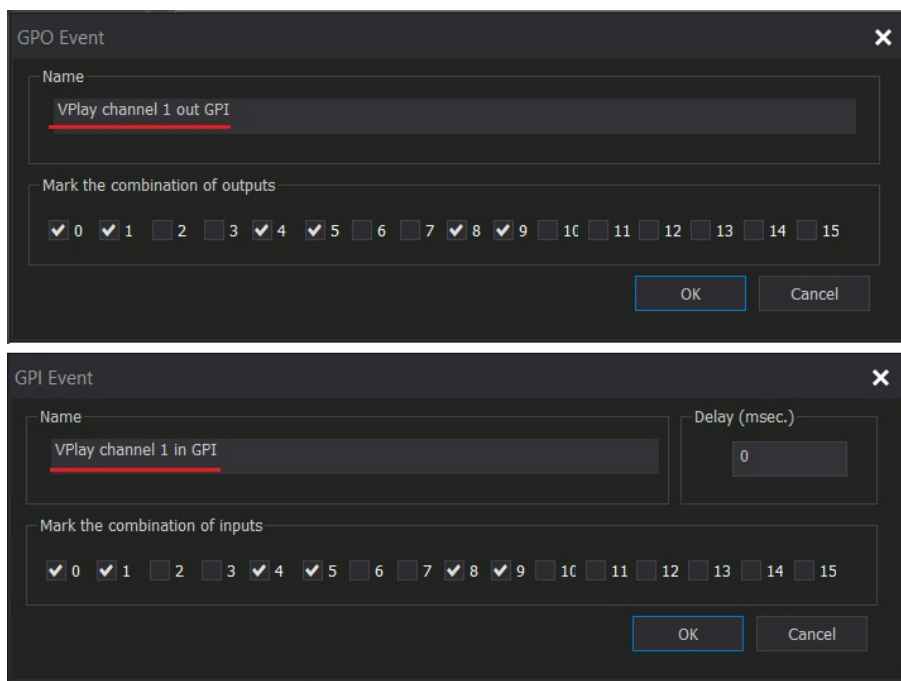 GPO Event
Name
VPlay channel 1 out GPI
Mark the combination of outputs
0 1 2 3 4 5 6 7 8 9 10 11 12 13 14 15
OK Cancel
GPI Event
Name Delay (msec.)
VPlay channel 1 in GPI 0
Mark the combination of inputs
0 1 2 3 4 5 6 7 8 9 10 11 12 13 14 15
OK Cancel